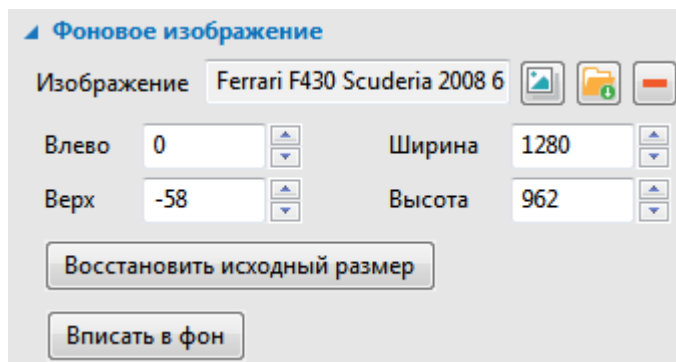 Фоновое изображение
Изображение Ferrari F430 Scuderia 2008 6
Влево 0 Ширина 1280
Верх -58 Высота 962
Восстановить исходный размер
Вписать в фон